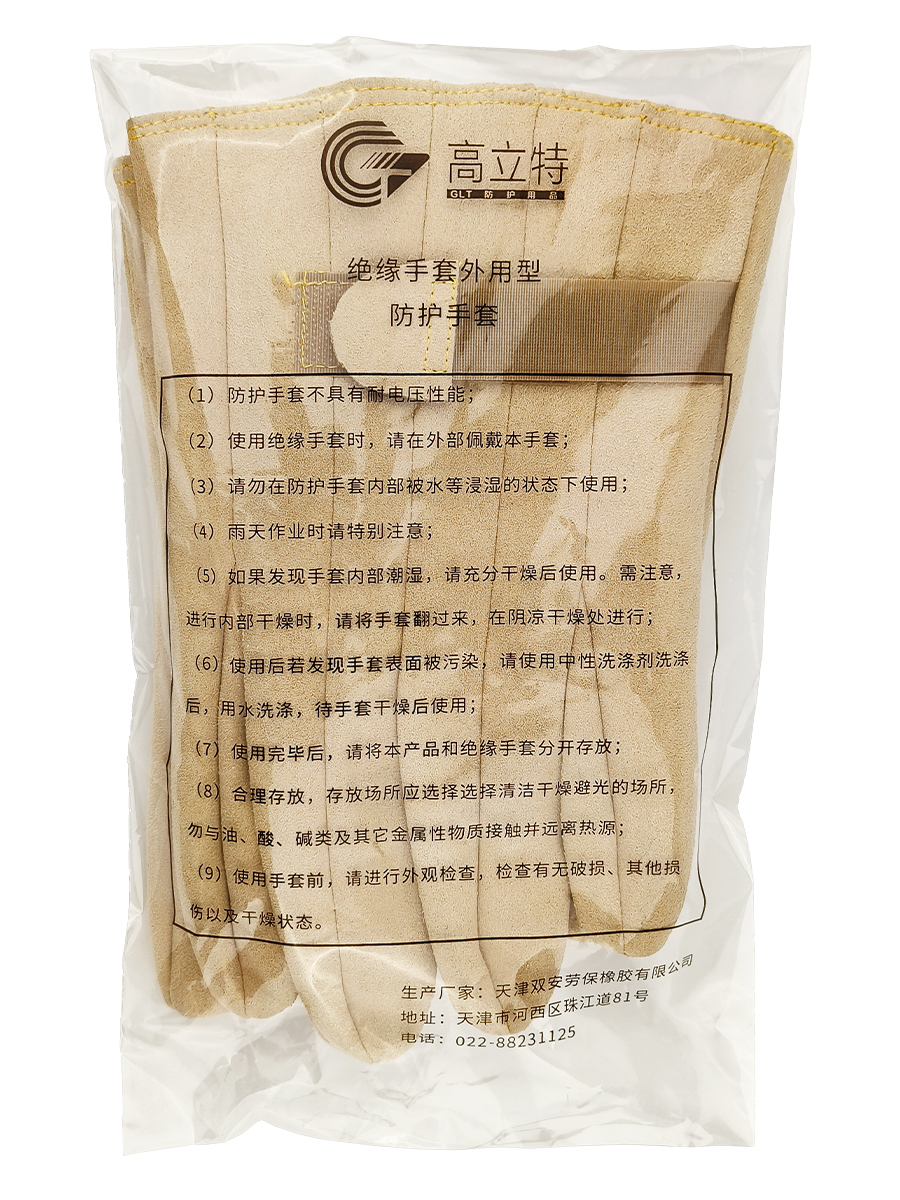 高立特
GLT 防护用品
绝缘手套外用型
防护手套
（1）防护手套不具有耐电压性能；
（2）使用绝缘手套时，请在外部佩戴本手套；
（3）请勿在防护手套内部被水等浸湿的状态下使用；
（4）雨天作业时请特别注意；
（5）如果发现手套内部潮湿，请充分干燥后使用。需注意，
进行内部干燥时，请将手套翻过来，在阴凉干燥处进行；
（6）使用后若发现手套表面被污染，请使用中性洗涤剂洗涤
后，用水洗涤，待手套干燥后使用；
（7）使用完毕后，请将本产品和绝缘手套分开存放；
（8）合理存放，存放场所应选择选择清洁干燥避光的场所，
勿与油、酸、碱类及其它金属性物质接触并远离热源；
（9）使用手套前，请进行外观检查，检查有无破损、其他损
伤以及干燥状态。
生产厂家：天津双安劳保橡胶有限公司
地址：天津市河西区珠江道81号
电话：022-88231125